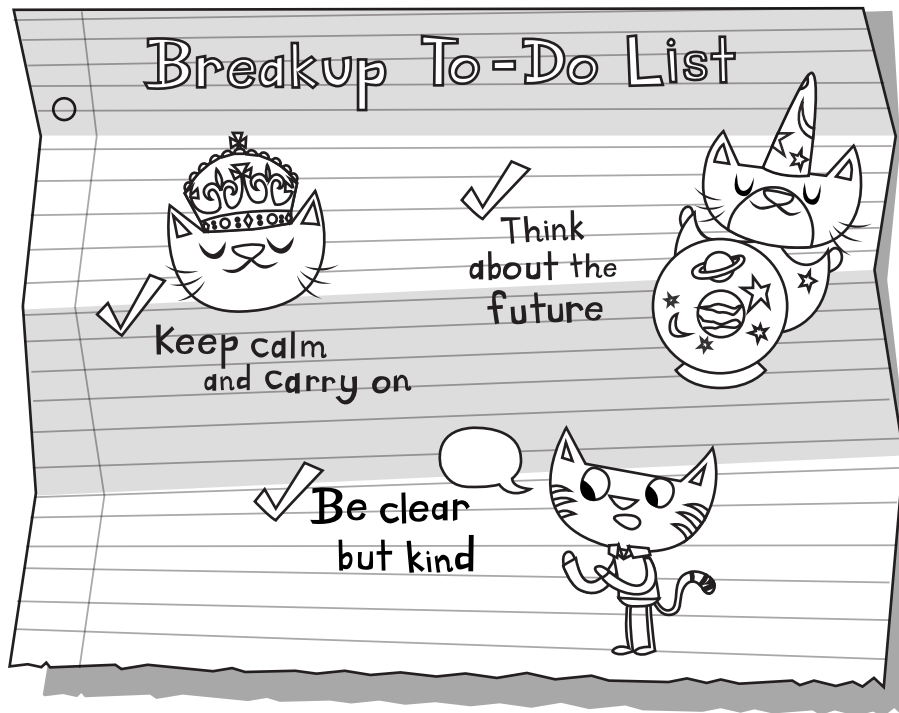 Breakup To-Do List
Keep calm
and carry on
Think
about the
future
Be clear
but kind